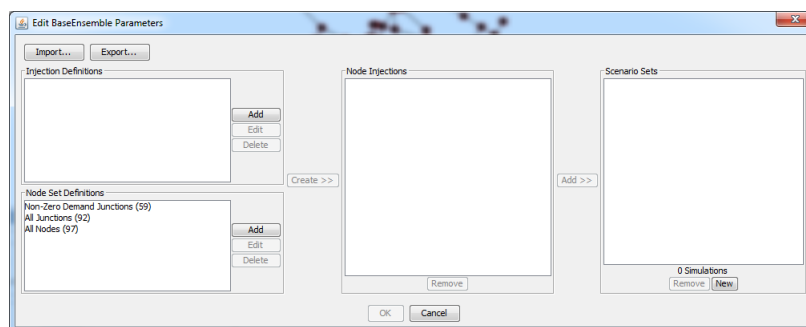 Edit BaseEnsemble Parameters
Import... Export...
Injection Definitions
Add
Edit
Delete
Node Set Definitions
Non-Zero Demand Junctions (59)
All Junctions (92)
All Nodes (97)
Add
Edit
Delete
Create >>
Node Injections
Remove
Add >>
Scenario Sets
0 Simulations
Remove New
OK Cancel